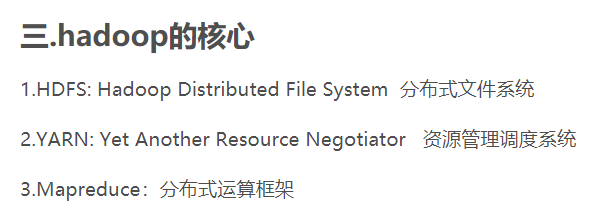 三.hadoop的核心
1.HDFS: Hadoop Distributed File System 分布式文件系统
2.YARN: Yet Another Resource Negotiator 资源管理调度系统
3.Mapreduce：分布式运算框架